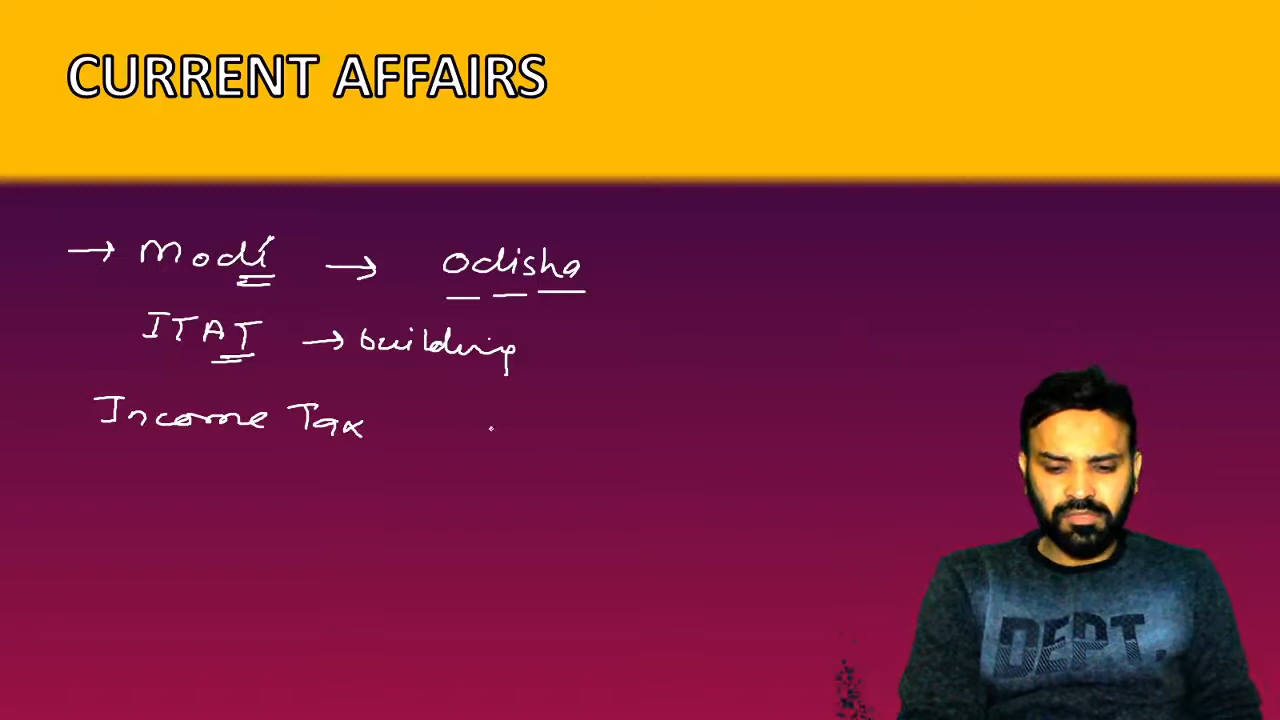 CURRENT AFFAIRS
→ Modi → Odisha
ITAT → building
Income Tax
DEPT.